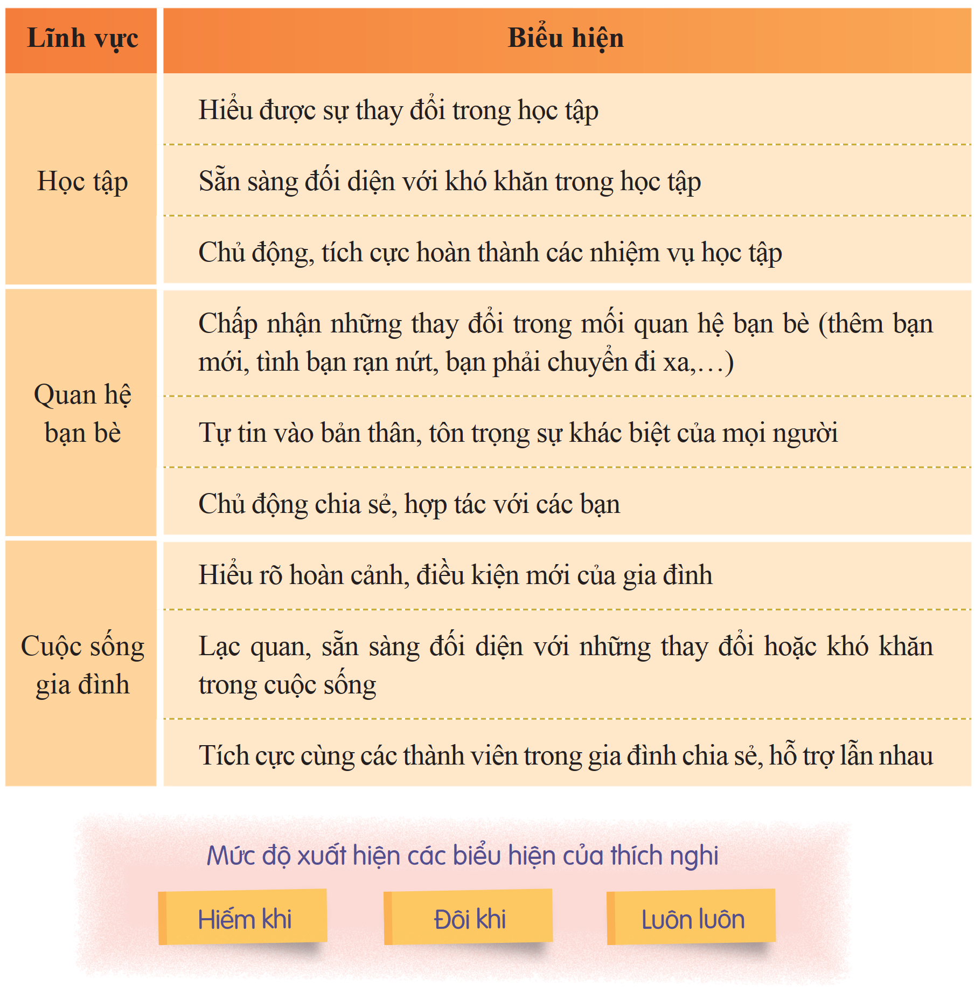 Lĩnh vực
Biểu hiện
Học tập
Hiểu được sự thay đổi trong học tập
Sẵn sàng đối diện với khó khăn trong học tập
Chủ động, tích cực hoàn thành các nhiệm vụ học tập
Quan hệ
bạn bè
Chấp nhận những thay đổi trong mối quan hệ bạn bè (thêm bạn
mới, tình bạn rạn nứt, bạn phải chuyển đi xa,…)
Tự tin vào bản thân, tôn trọng sự khác biệt của mọi người
Chủ động chia sẻ, hợp tác với các bạn
Cuộc sống
gia đình
Hiểu rõ hoàn cảnh, điều kiện mới của gia đình
Lạc quan, sẵn sàng đối diện với những thay đổi hoặc khó khăn
trong cuộc sống
Tích cực cùng các thành viên trong gia đình chia sẻ, hỗ trợ lẫn nhau
Mức độ xuất hiện các biểu hiện của thích nghi
Hiếm khi
Đôi khi
Luôn luôn